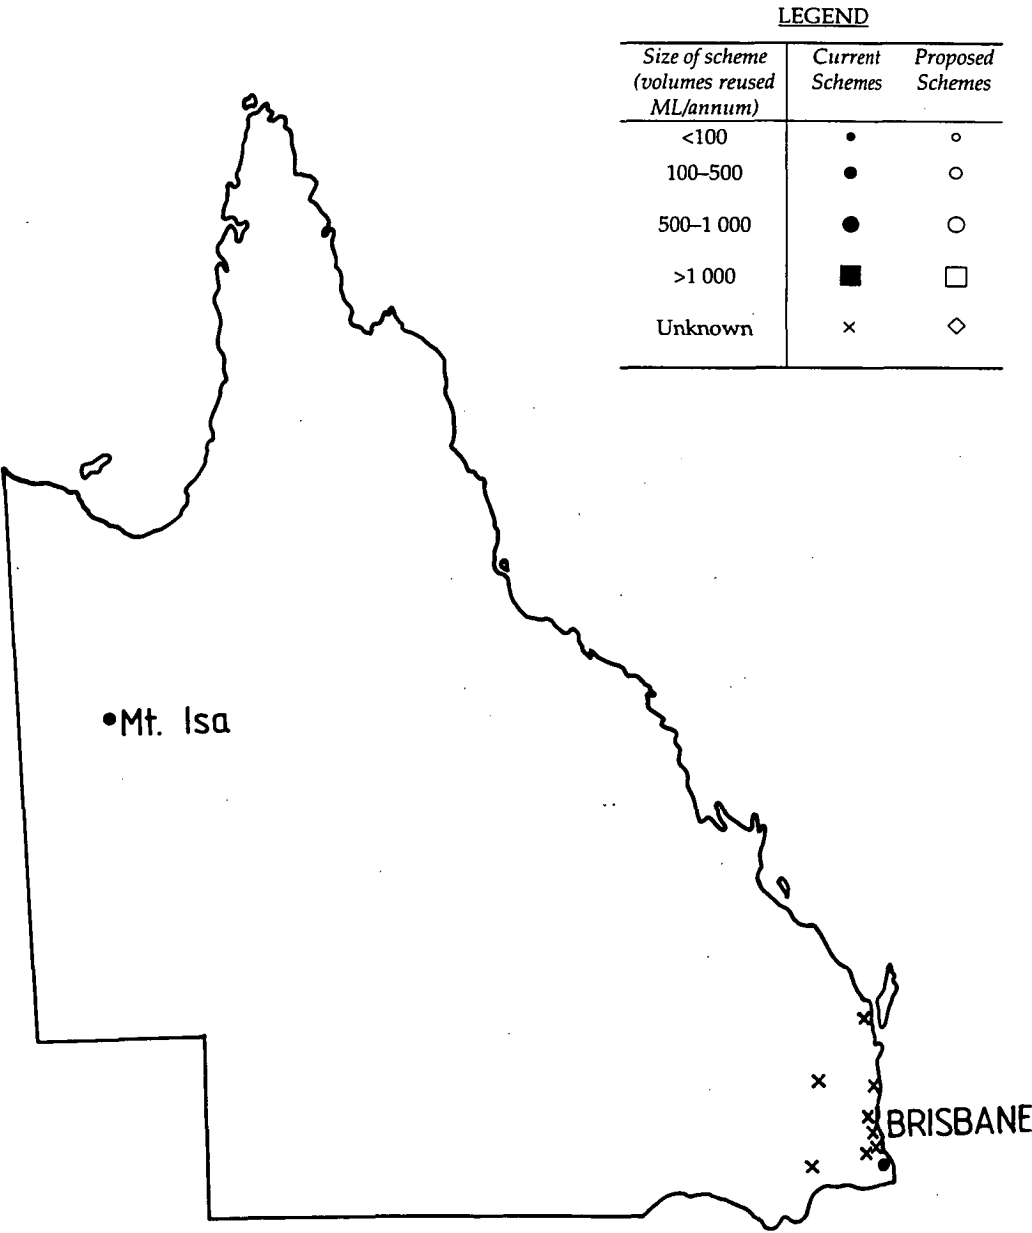 LEGEND
Size of scheme Current Proposed
(volumes reused Schemes Schemes
ML/annum)
<100
100–500
500–1 000
>1 000
Unknown
Mt. Isa
BRISBANE